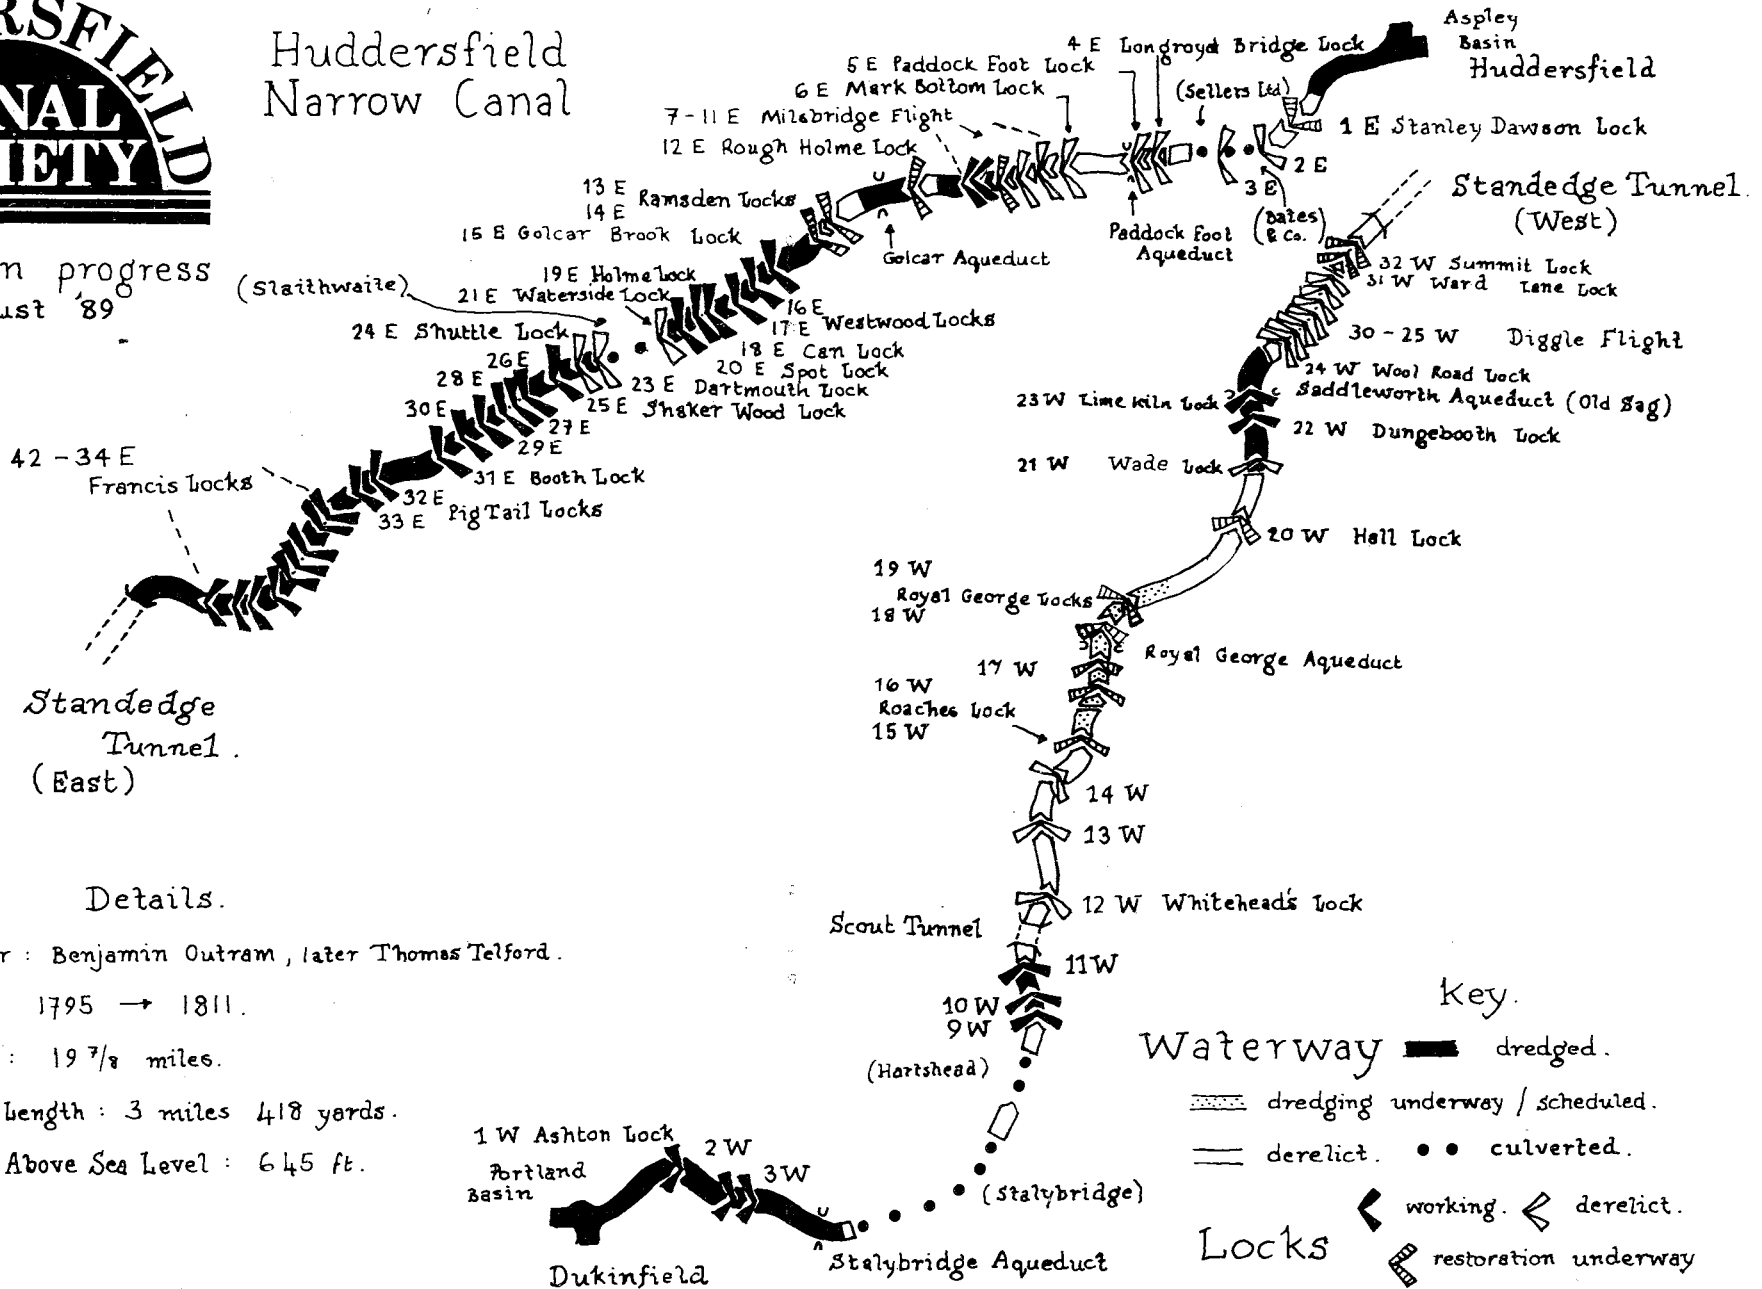 Huddersfield
Narrow Canal
progress
'89
Aspley
Basin
Huddersfield
4 E Longroyd Bridge Lock
5 E Paddock Foot Lock
6 E Mark Bottom Lock
(Sellers Ltd)
7 - 11 E Milsbridge Flight
12 E Rough Holme Lock
1 E Stanley Dawson Lock
2 E
3 E
(Bates
& Co.)
13 E
14 E
Ramsden Locks
Golcar Aqueduct
Paddock Foot
Aqueduct
15 E Golcar Brook Lock
(Slaithwaite)
19 E Holme Lock
21 E Waterside Lock
16 E
17 E
Westwood Locks
24 E Shuttle Lock
18 E Can Lock
20 E Spot Lock
26 E
28 E
23 E Dartmouth Lock
25 E Shaker Wood Lock
30 E
27 E
29 E
42 - 34 E
Francis Locks
31 E Booth Lock
32 E
33 E
Pig Tail Locks
Standedge
Tunnel.
(East)
Standedge Tunnel.
(West)
32 W Summit Lock
31 W Ward Lane Lock
30 - 25 W Diggle Flight
24 W Wool Road Lock
Saddleworth Aqueduct (Old Sag)
23 W Lime Kiln Lock
22 W Dungebooth Lock
21 W Wade Lock
20 W Hall Lock
19 W
Royal George Locks
18 W
Royal George Aqueduct
17 W
16 W
Roaches Lock
15 W
14 W
13 W
12 W Whitehead's Lock
Scout Tunnel
11 W
10 W
9 W
(Hartshead)
(Stalybridge)
1 W Ashton Lock
2 W
3 W
Portland
Basin
Stalybridge Aqueduct
Dukinfield
Details.
: Benjamin Outram, later Thomas Telford.
1795 → 1811.
: 19 7/8 miles.
Length : 3 miles 418 yards.
Above Sea Level : 645 ft.
Key.
Waterway dredged.
dredging underway / scheduled.
derelict. culverted.
Locks
working. derelict.
restoration underway